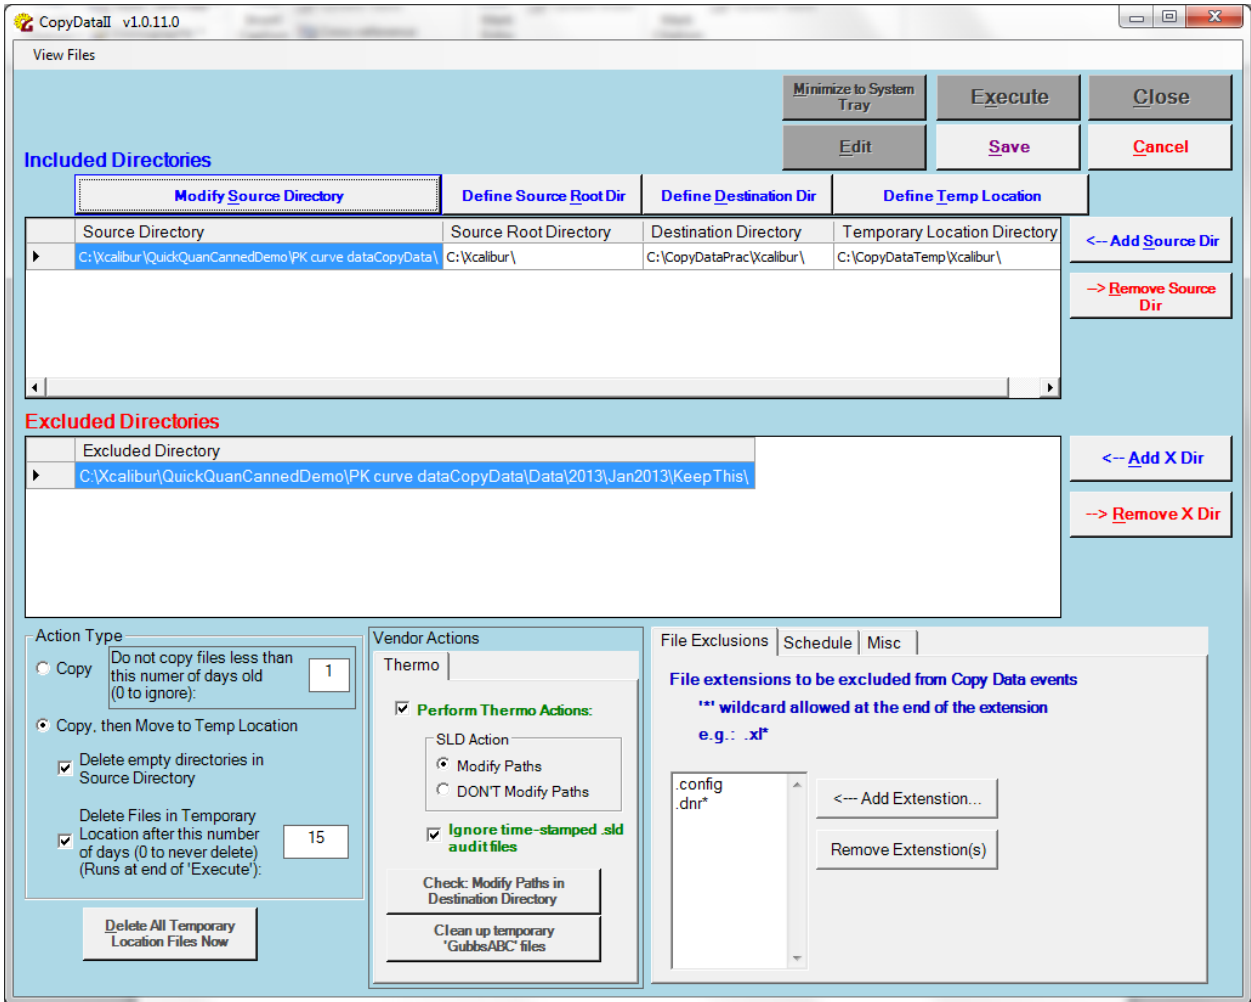 CopyDataII v1.0.11.0
View Files
Minimize to System
Tray
Execute
Close
Edit
Save
Cancel
Included Directories
Modify Source Directory
Define Source Root Dir
Define Destination Dir
Define Temp Location
Source Directory
Source Root Directory
Destination Directory
Temporary Location Directory
C:\Xcalibur\QuickQuanCannedDemo\PK curve dataCopyData\
C:\Xcalibur\
C:\CopyDataPrac\Xcalibur\
C:\CopyDataTemp\Xcalibur\
<-- Add Source Dir
--> Remove Source
Dir
Excluded Directories
Excluded Directory
C:\Xcalibur\QuickQuanCannedDemo\PK curve dataCopyData\Data\2013\Jan2013\KeepThis\
<-- Add X Dir
--> Remove X Dir
Action Type
Copy
Do not copy files less than
this numer of days old
(0 to ignore):
1
Copy, then Move to Temp Location
Delete empty directories in
Source Directory
Delete Files in Temporary
Location after this number
of days (0 to never delete)
(Runs at end of 'Execute'):
15
Delete All Temporary
Location Files Now
Vendor Actions
Thermo
Perform Thermo Actions:
SLD Action
Modify Paths
DON'T Modify Paths
Ignore time-stamped .sld
audit files
Check: Modify Paths in
Destination Directory
Clean up temporary
'GubbsABC' files
File Exclusions
Schedule
Misc
File extensions to be excluded from Copy Data events
'*' wildcard allowed at the end of the extension
e.g.: .xl*
.config
.dnr*
<--- Add Extenstion...
Remove Extenstion(s)